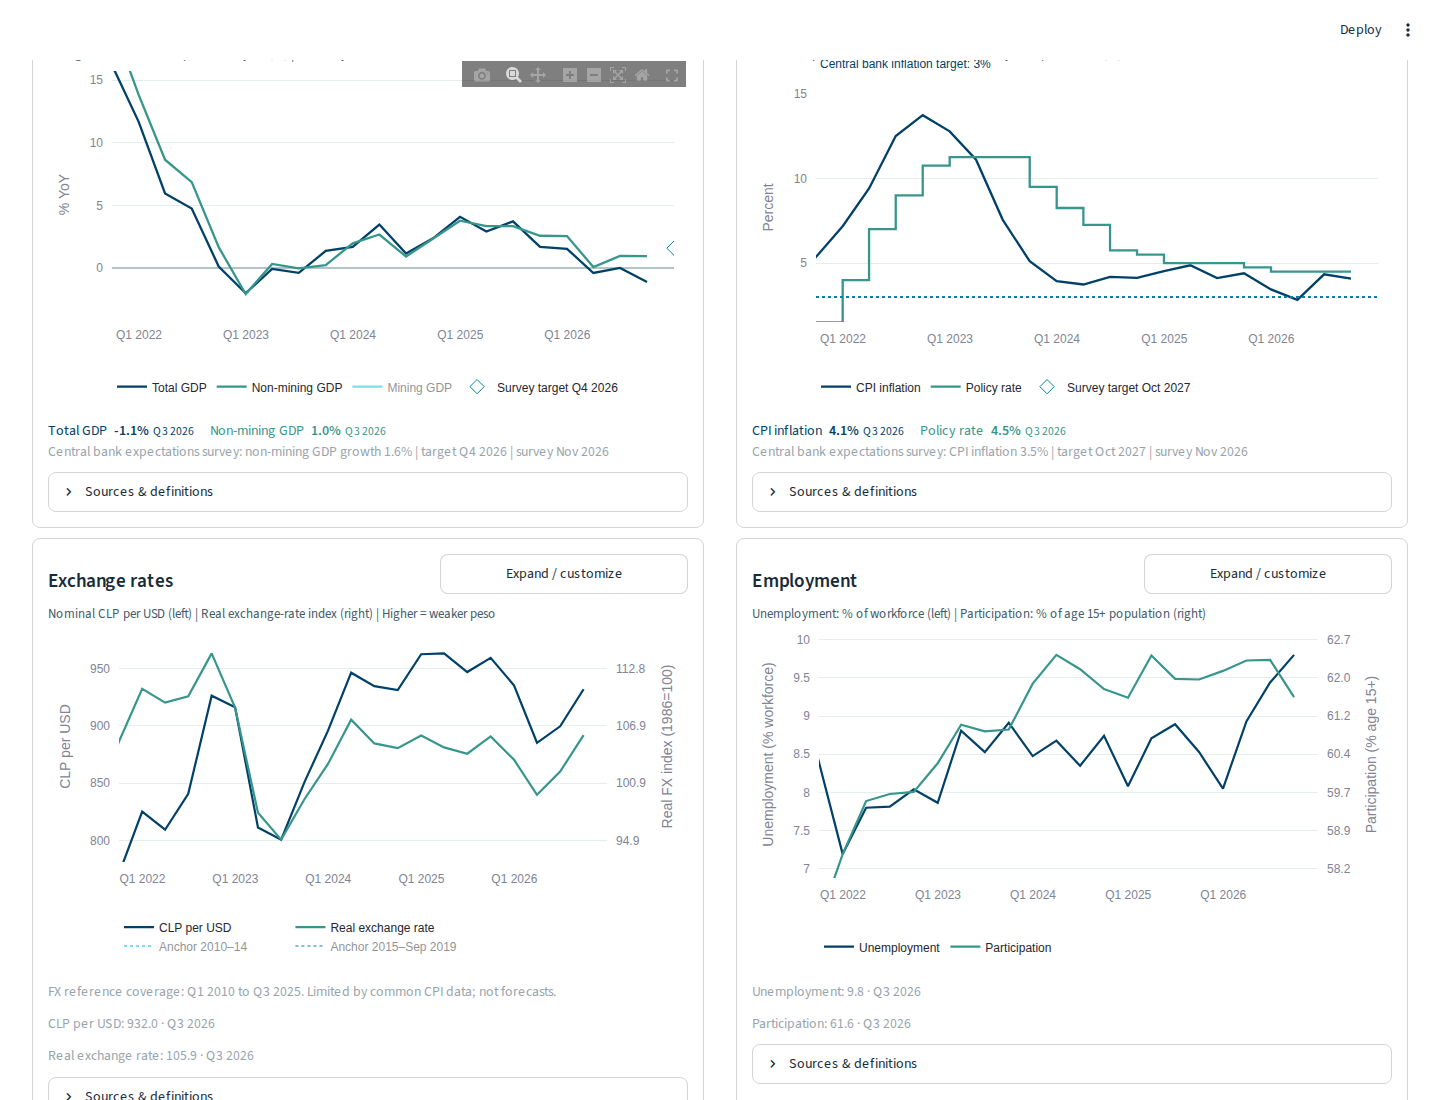 Deploy
15
10
5
0
% YoY
Q1 2022
Q1 2023
Q1 2024
Q1 2025
Q1 2026
Total GDP
Non-mining GDP
Mining GDP
Survey target Q4 2026
Total GDP -1.1% Q3 2026 Non-mining GDP 1.0% Q3 2026
Central bank expectations survey: non-mining GDP growth 1.6% | target Q4 2026 | survey Nov 2026
Sources & definitions
Central bank inflation target: 3%
15
10
5
Percent
Q1 2022
Q1 2023
Q1 2024
Q1 2025
Q1 2026
CPI inflation
Policy rate
Survey target Oct 2027
CPI inflation 4.1% Q3 2026 Policy rate 4.5% Q3 2026
Central bank expectations survey: CPI inflation 3.5% | target Oct 2027 | survey Nov 2026
Sources & definitions
Exchange rates
Expand / customize
Nominal CLP per USD (left) | Real exchange-rate index (right) | Higher = weaker peso
950
900
850
800
CLP per USD
112.8
106.9
100.9
94.9
Real FX index (1986=100)
Q1 2022
Q1 2023
Q1 2024
Q1 2025
Q1 2026
CLP per USD
Real exchange rate
Anchor 2010–14
Anchor 2015–Sep 2019
FX reference coverage: Q1 2010 to Q3 2025. Limited by common CPI data; not forecasts.
CLP per USD: 932.0 · Q3 2026
Real exchange rate: 105.9 · Q3 2026
Sources & definitions
Employment
Expand / customize
Unemployment: % of workforce (left) | Participation: % of age 15+ population (right)
10
9.5
9
8.5
8
7.5
7
Unemployment (% workforce)
62.7
62.0
61.2
60.4
59.7
58.9
58.2
Participation (% age 15+)
Q1 2022
Q1 2023
Q1 2024
Q1 2025
Q1 2026
Unemployment
Participation
Unemployment: 9.8 · Q3 2026
Participation: 61.6 · Q3 2026
Sources & definitions